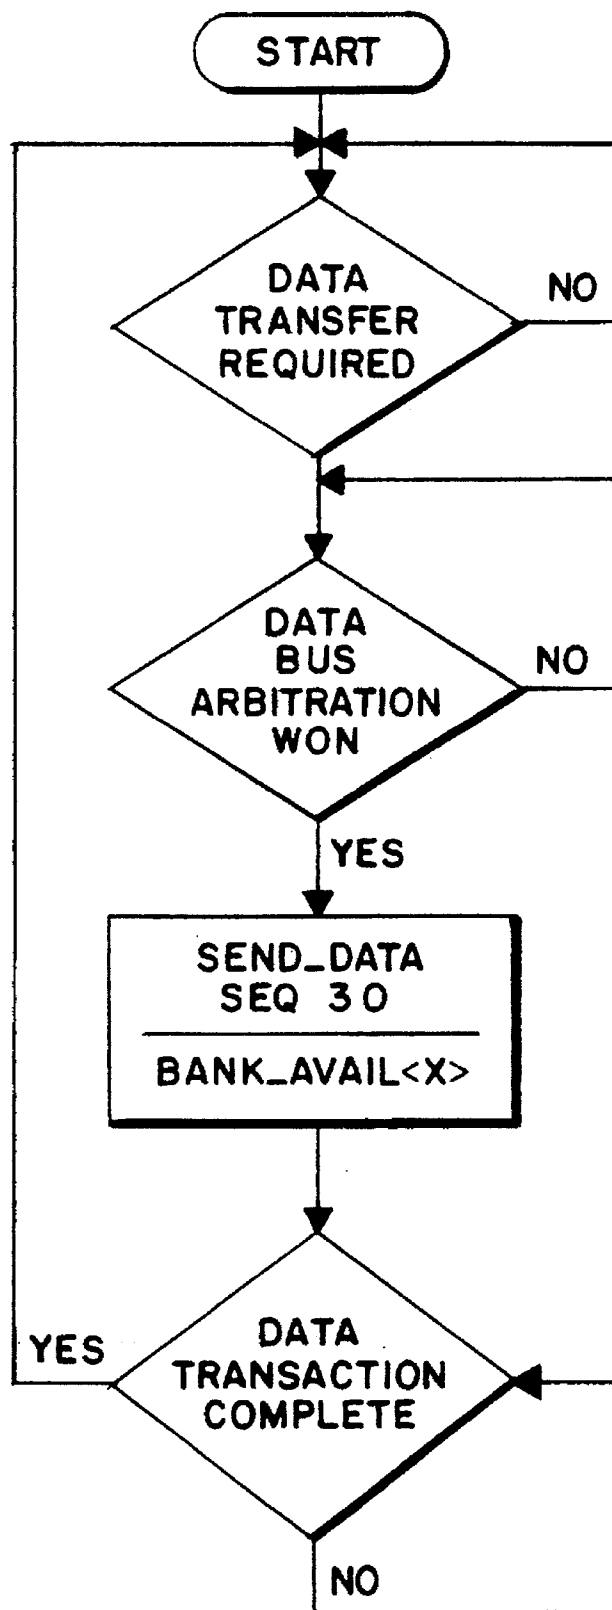 START
DATA
TRANSFER
REQUIRED
NO
DATA
BUS
ARBITRATION
WON
NO
YES
SEND_DATA
SEQ 30
BANK_AVAIL<X>
YES
DATA
TRANSACTION
COMPLETE
NO